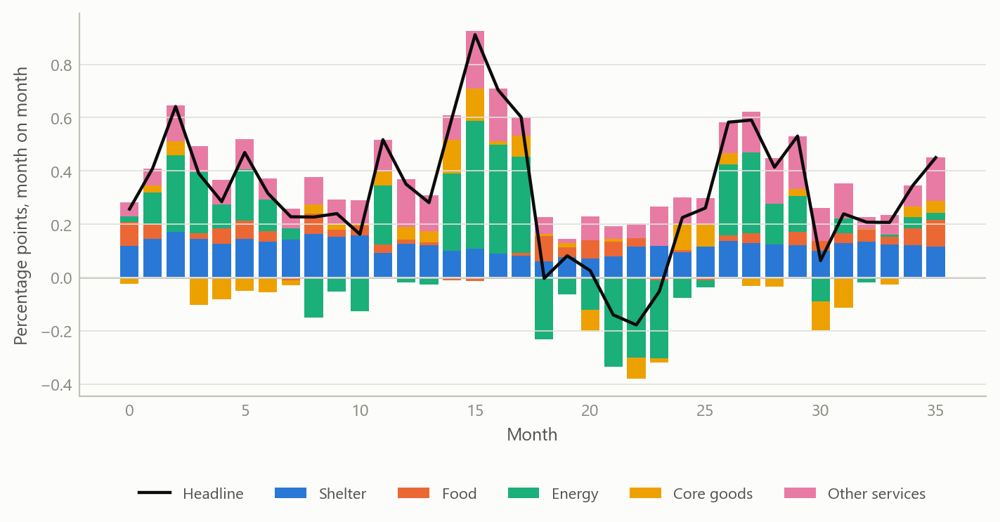 Percentage points, month on month
0.8
0.6
0.4
0.2
0.0
−0.2
−0.4
0 5 10 15 20 25 30 35
Month
Headline Shelter Food Energy Core goods Other services